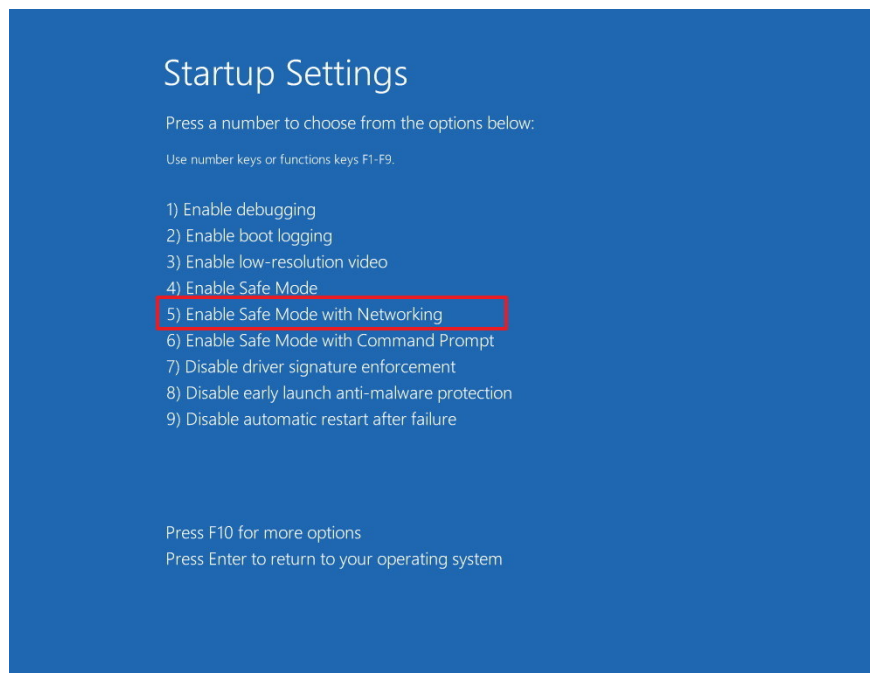 Startup Settings
Press a number to choose from the options below:
Use number keys or functions keys F1-F9.
1) Enable debugging
2) Enable boot logging
3) Enable low-resolution video
4) Enable Safe Mode
5) Enable Safe Mode with Networking
6) Enable Safe Mode with Command Prompt
7) Disable driver signature enforcement
8) Disable early launch anti-malware protection
9) Disable automatic restart after failure
Press F10 for more options
Press Enter to return to your operating system